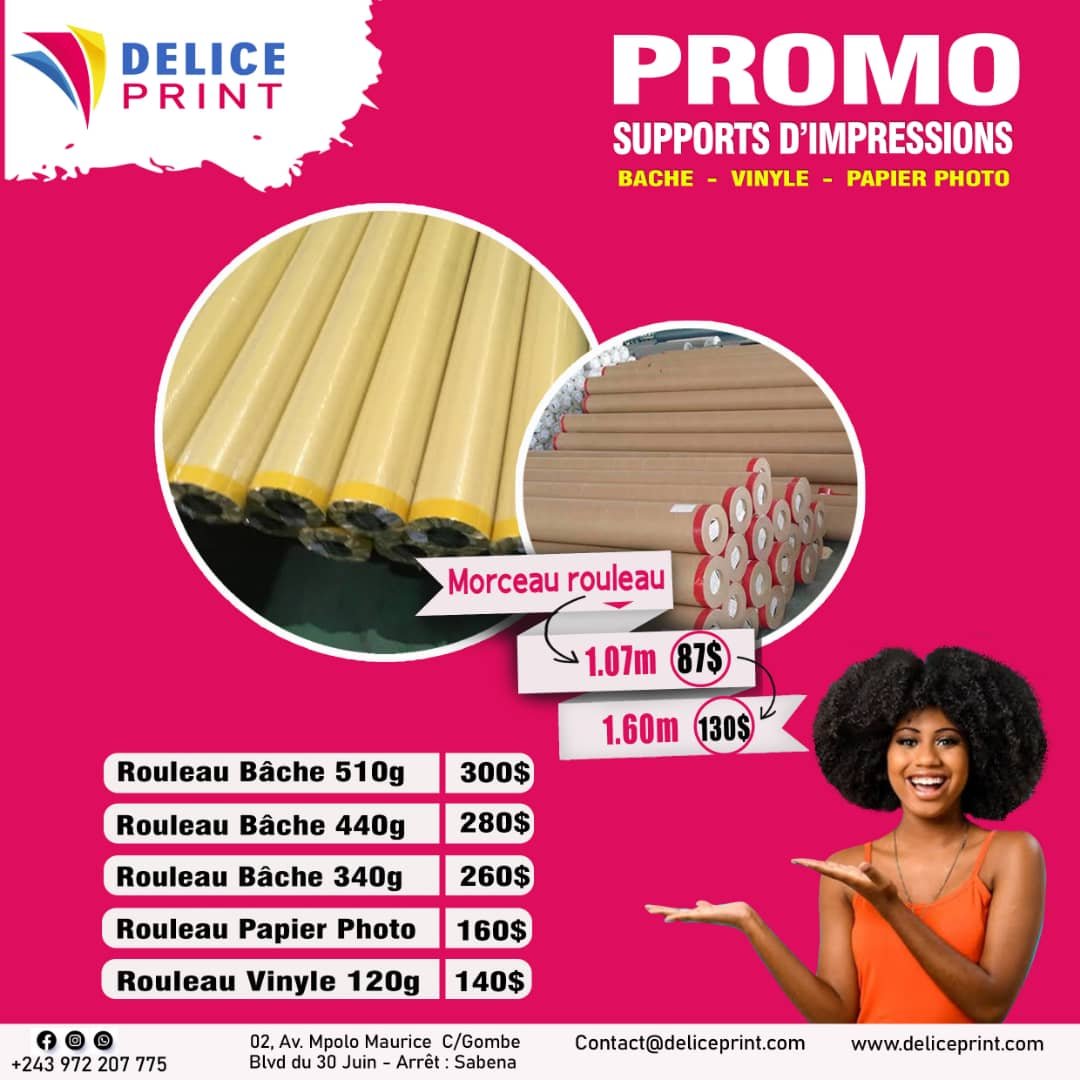 DELICE
PRINT
PROMO
SUPPORTS D'IMPRESSIONS
BACHE - VINYLE - PAPIER PHOTO
Morceau rouleau
1.07m 87$
1.60m 130$
Rouleau Bâche 510g 300$
Rouleau Bâche 440g 280$
Rouleau Bâche 340g 260$
Rouleau Papier Photo 160$
Rouleau Vinyle 120g 140$
+243 972 207 775
02, Av. Mpolo Maurice C/Gombe
Blvd du 30 Juin - Arrêt : Sabena
Contact@deliceprint.com
www.deliceprint.com